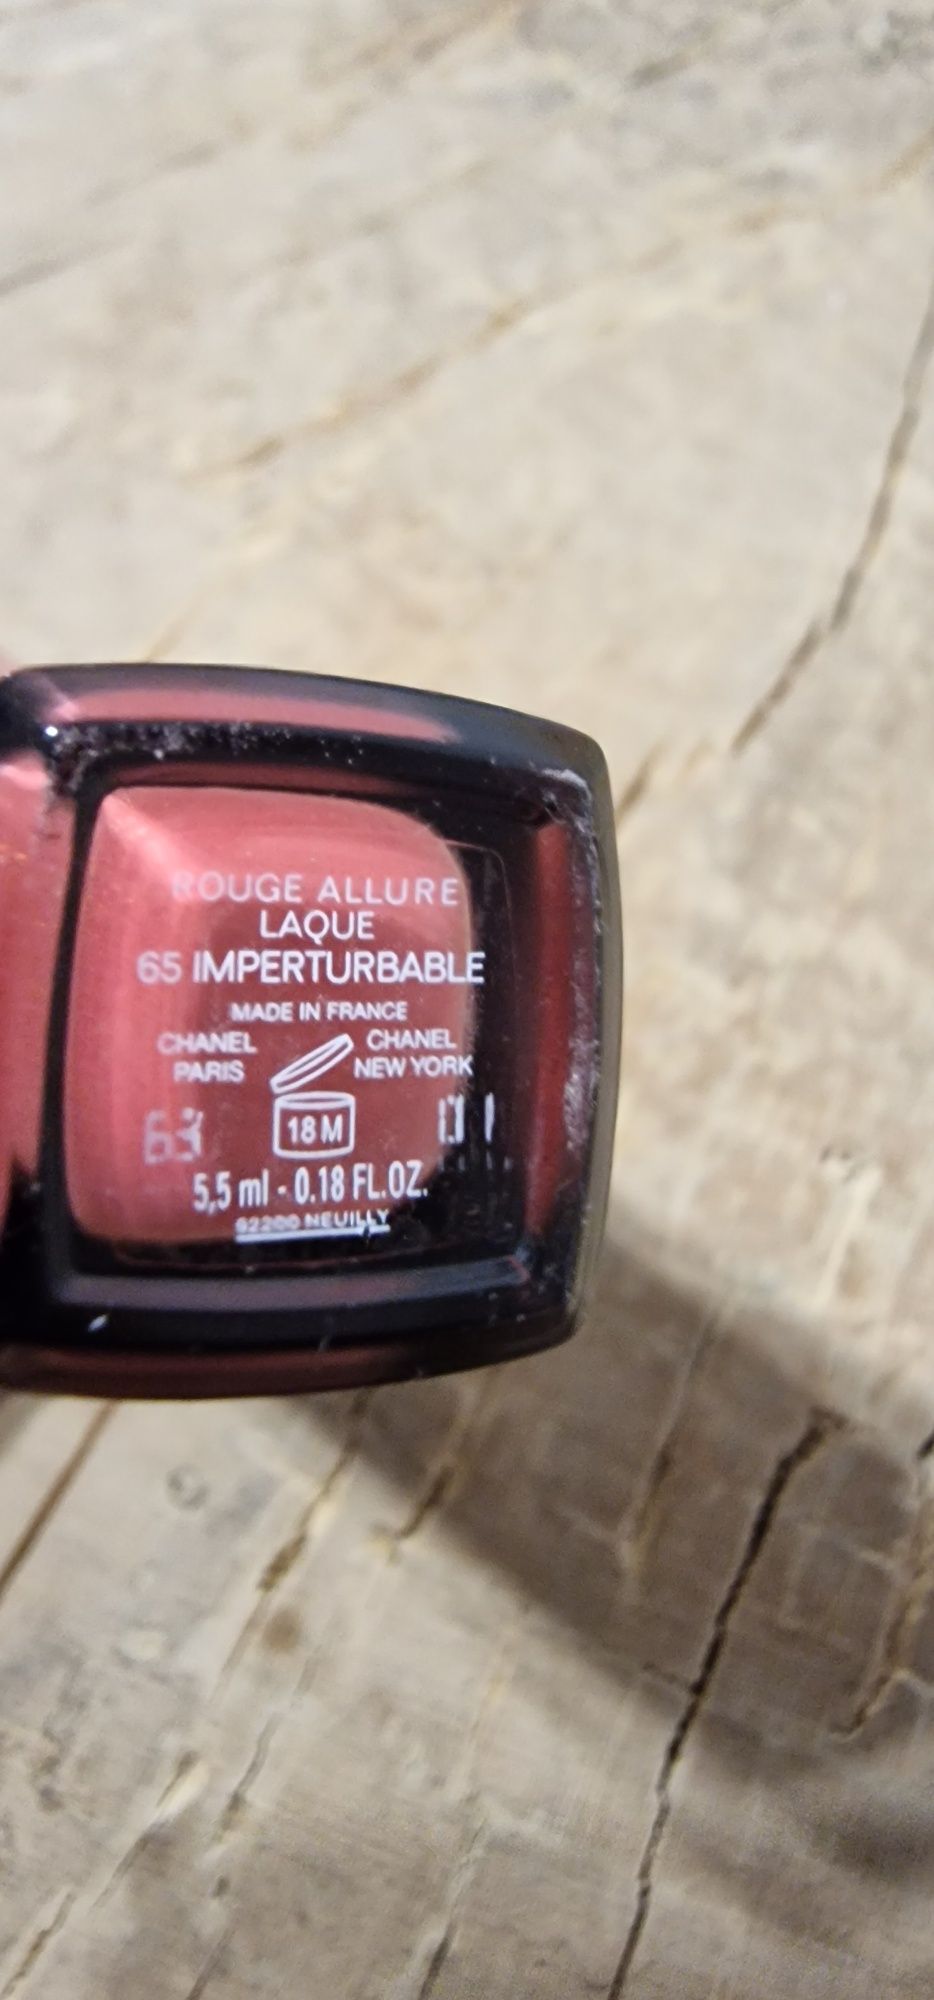 ROUGE ALLURE
LAQUE
65 IMPERTURBABLE
MADE IN FRANCE
CHANEL PARIS
CHANEL NEW YORK
18 M
5,5 ml - 0.18 FL.OZ.
92200 NEUILLY